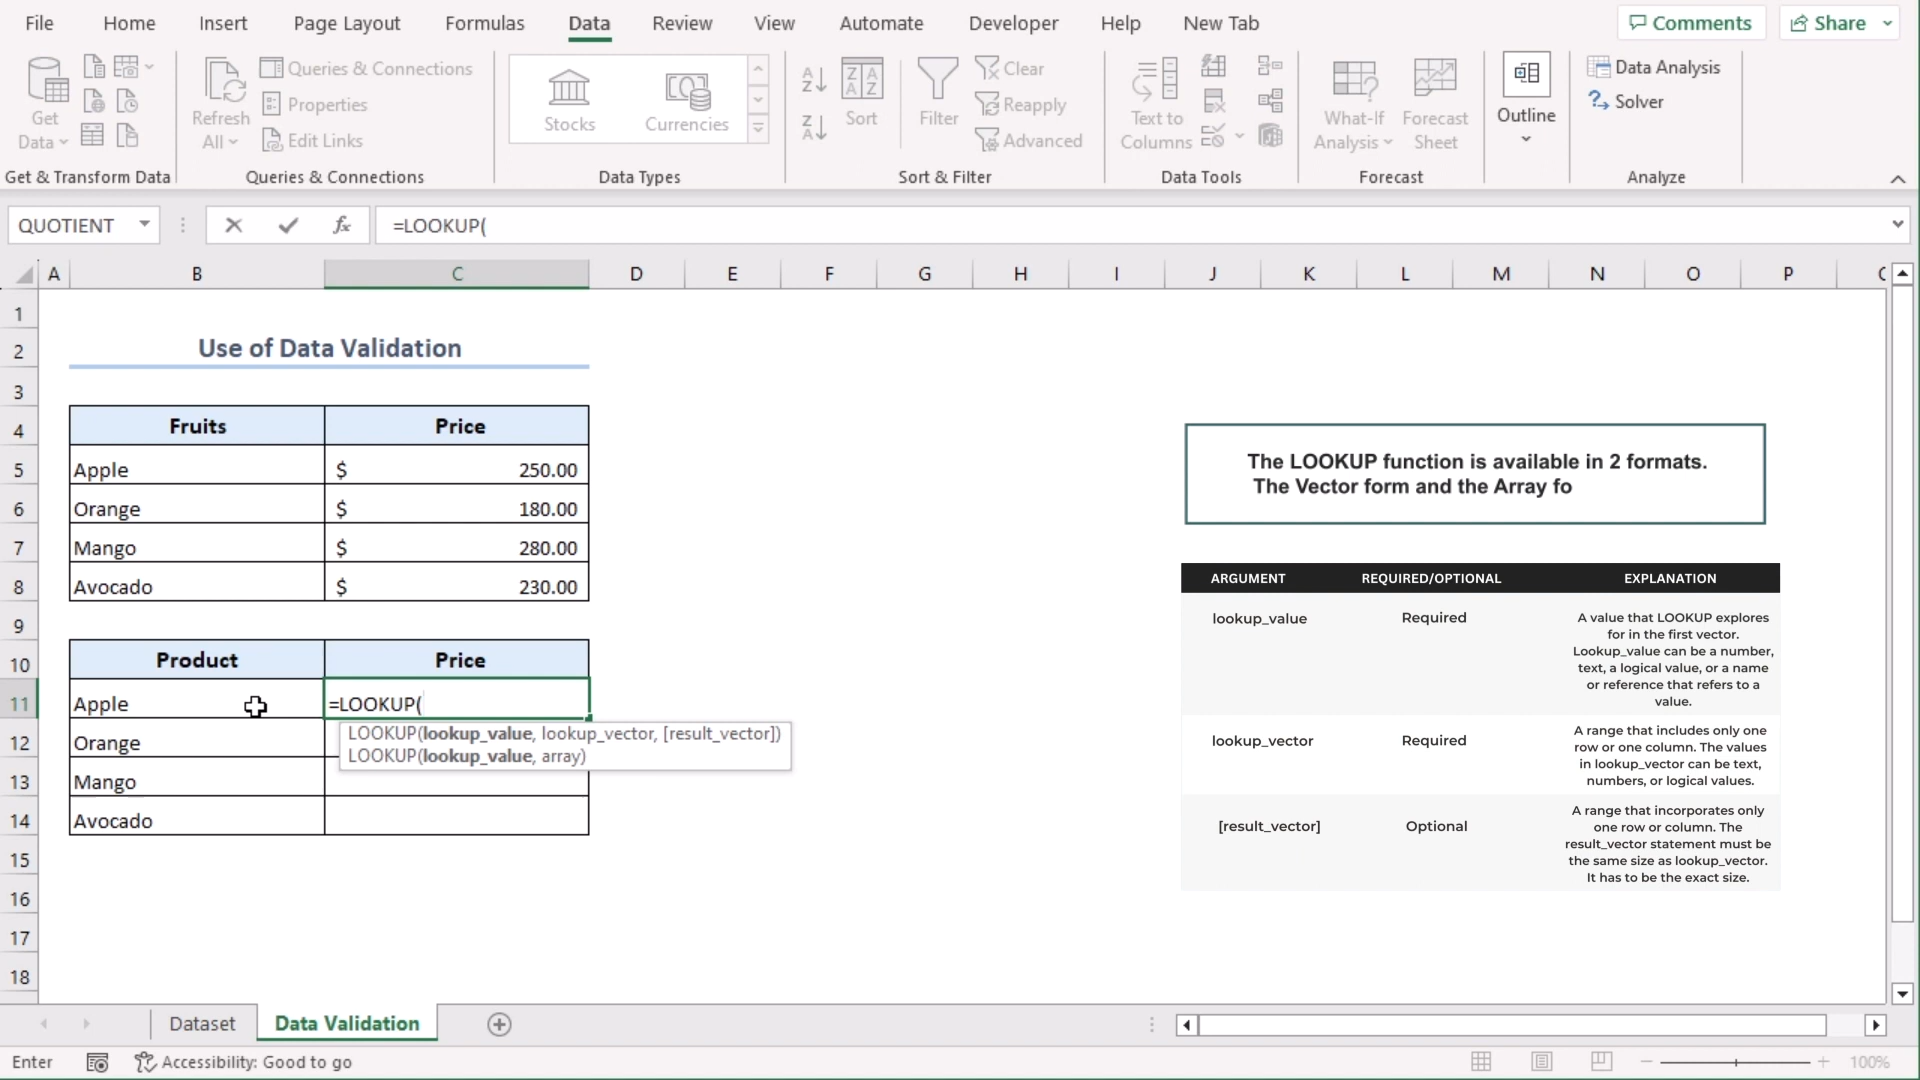 File Home Insert Page Layout Formulas Data Review View Automate Developer Help New Tab Comments Share
Get Data
Refresh All
Queries & Connections
Properties
Edit Links
Stocks Currencies
A Z
Z A
Z A A Z
Sort
Filter
Clear
Reapply
Advanced
Text to Columns
What-If Analysis
Forecast Sheet
Outline
Data Analysis
Solver
Get & Transform Data Queries & Connections Data Types Sort & Filter Data Tools Forecast Analyze
QUOTIENT fx =LOOKUP(
A B C D E F G H I J K L M N O P
1
2 Use of Data Validation
3
4 Fruits Price
5 Apple $ 250.00
6 Orange $ 180.00
7 Mango $ 280.00
8 Avocado $ 230.00
9
10 Product Price
11 Apple =LOOKUP(
LOOKUP(lookup_value, lookup_vector, [result_vector])
LOOKUP(lookup_value, array)
12 Orange
13 Mango
14 Avocado
15
16
17
18
The LOOKUP function is available in 2 formats.
The Vector form and the Array fo
ARGUMENT REQUIRED/OPTIONAL EXPLANATION
lookup_value Required A value that LOOKUP explores
for in the first vector.
Lookup_value can be a number,
text, a logical value, or a name
or reference that refers to a
value.
lookup_vector Required A range that includes only one
row or one column. The values
in lookup_vector can be text,
numbers, or logical values.
[result_vector] Optional A range that incorporates only
one row or column. The
result_vector statement must be
the same size as lookup_vector.
It has to be the exact size.
Dataset Data Validation
Enter Accessibility: Good to go 100%